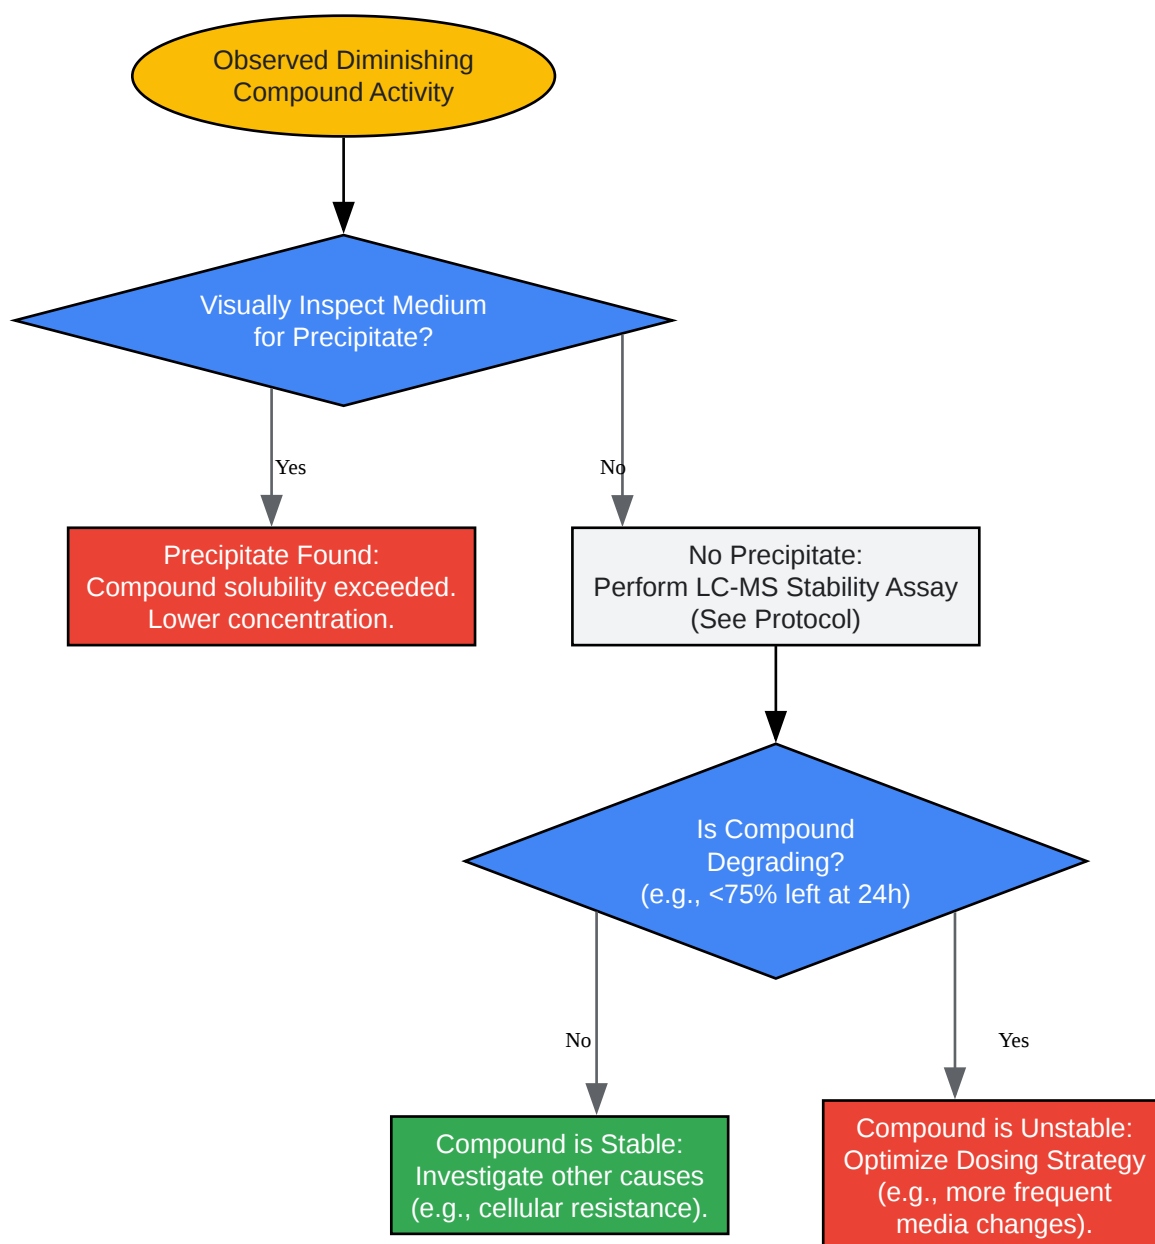 Observed Diminishing
Compound Activity
Visually Inspect Medium
for Precipitate?
Yes
No
Precipitate Found:
Compound solubility exceeded.
Lower concentration.
No Precipitate:
Perform LC-MS Stability Assay
(See Protocol)
Is Compound
Degrading?
(e.g., <75% left at 24h)
No
Yes
Compound is Stable:
Investigate other causes
(e.g., cellular resistance).
Compound is Unstable:
Optimize Dosing Strategy
(e.g., more frequent
media changes).